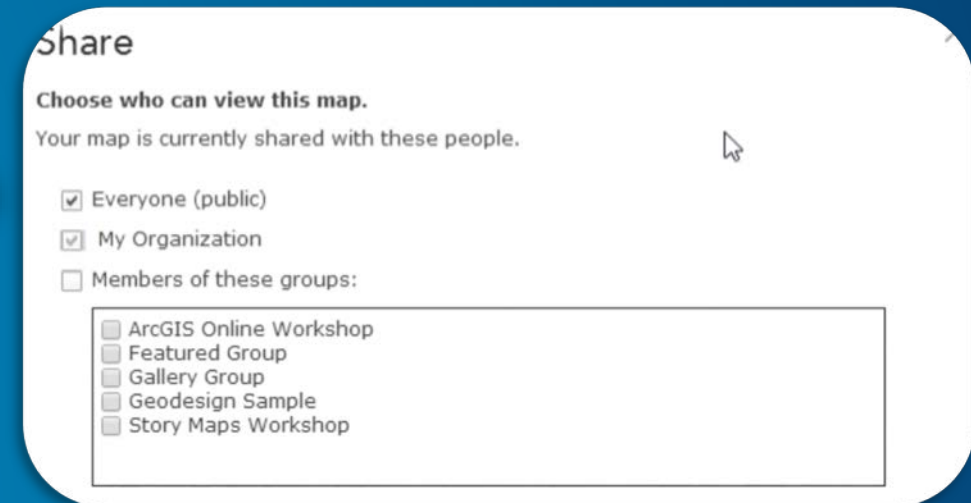 Share
Choose who can view this map.
Your map is currently shared with these people.
Everyone (public)
My Organization
Members of these groups:
ArcGIS Online Workshop
Featured Group
Gallery Group
Geodesign Sample
Story Maps Workshop